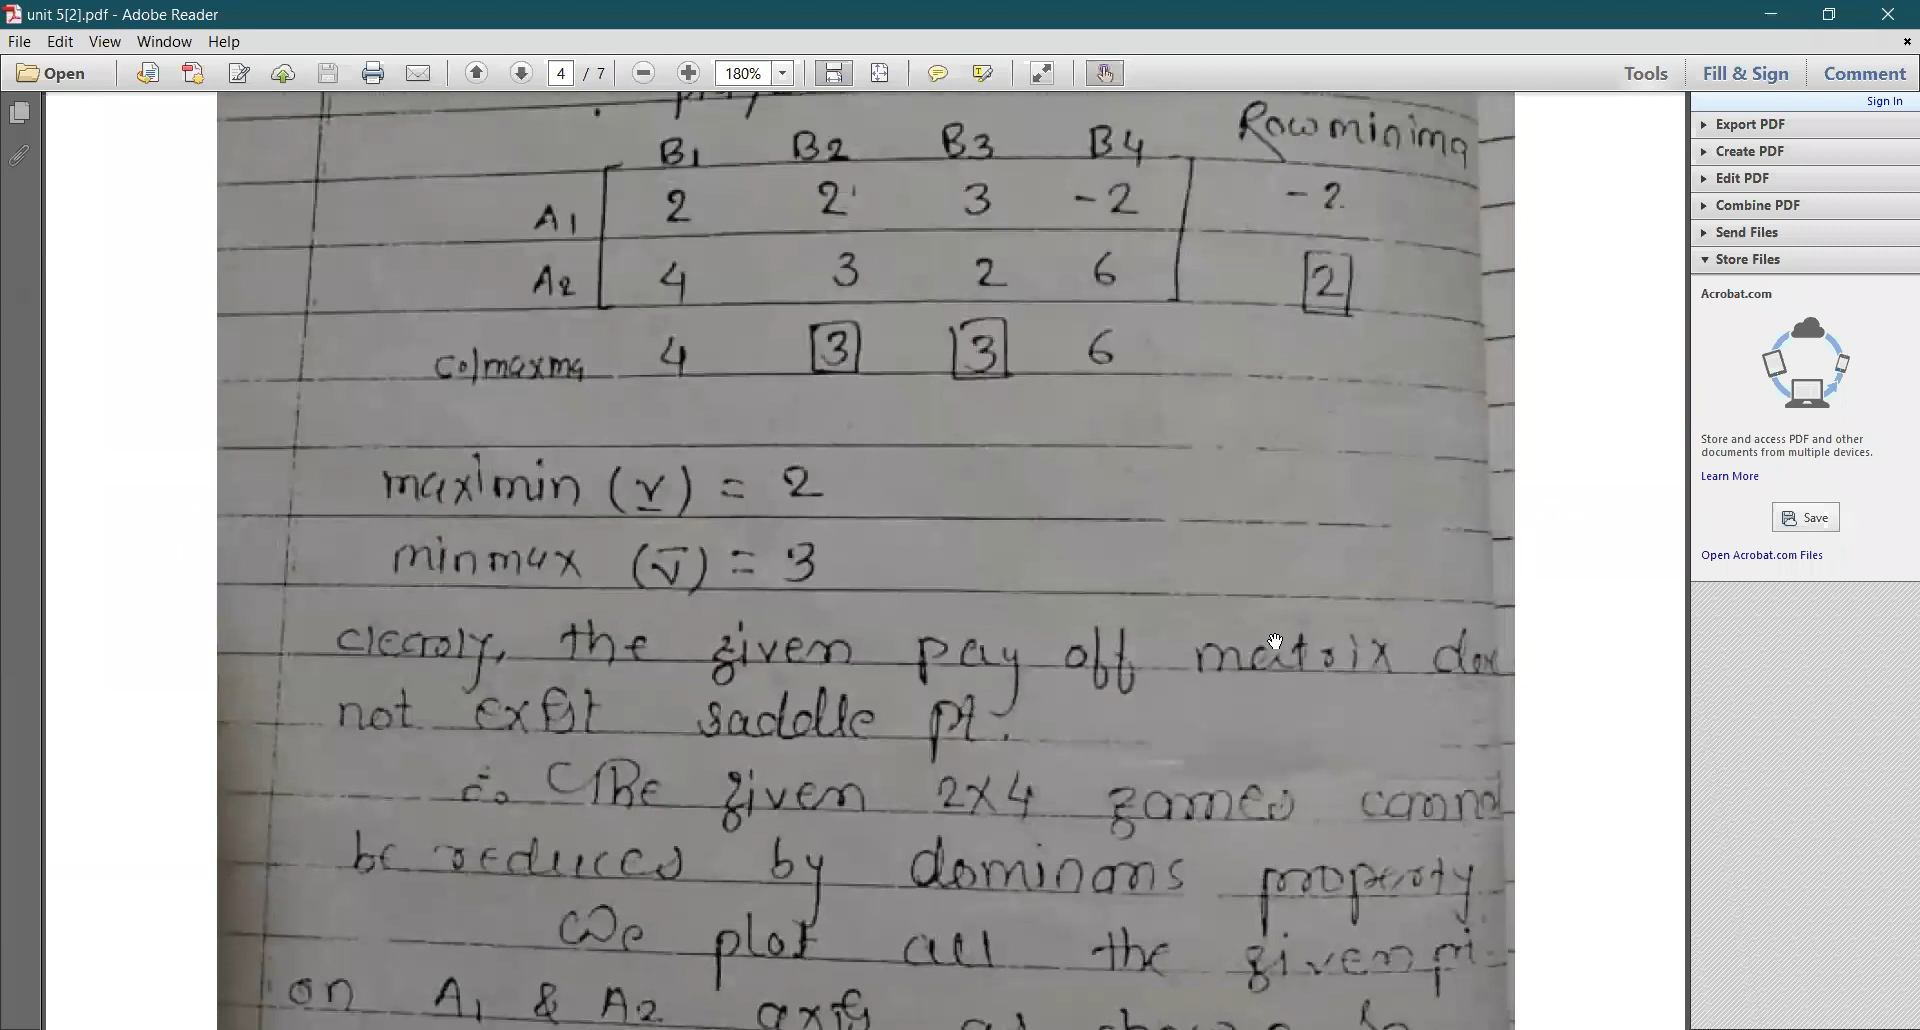 unit 5[2].pdf - Adobe Reader
File Edit View Window Help
Open 4 / 7 180% Tools Fill & Sign Comment
Sign In
Export PDF
Create PDF
Edit PDF
Combine PDF
Send Files
Store Files
Acrobat.com
Store and access PDF and other
documents from multiple devices.
Learn More
Save
Open Acrobat.com Files
B1 B2 B3 B4 Row minima
A1 2 2 3 -2 -2
A2 4 3 2 6 2
Colmaxma 4 3 3 6
maximin (v) = 2
minmax (v̅) = 3
clearly, the given pay off matrix
not exist saddle pt.
∴ The given 2x4 games
be reduced by dominans property
We plot all the given
on A1 & A2 axis